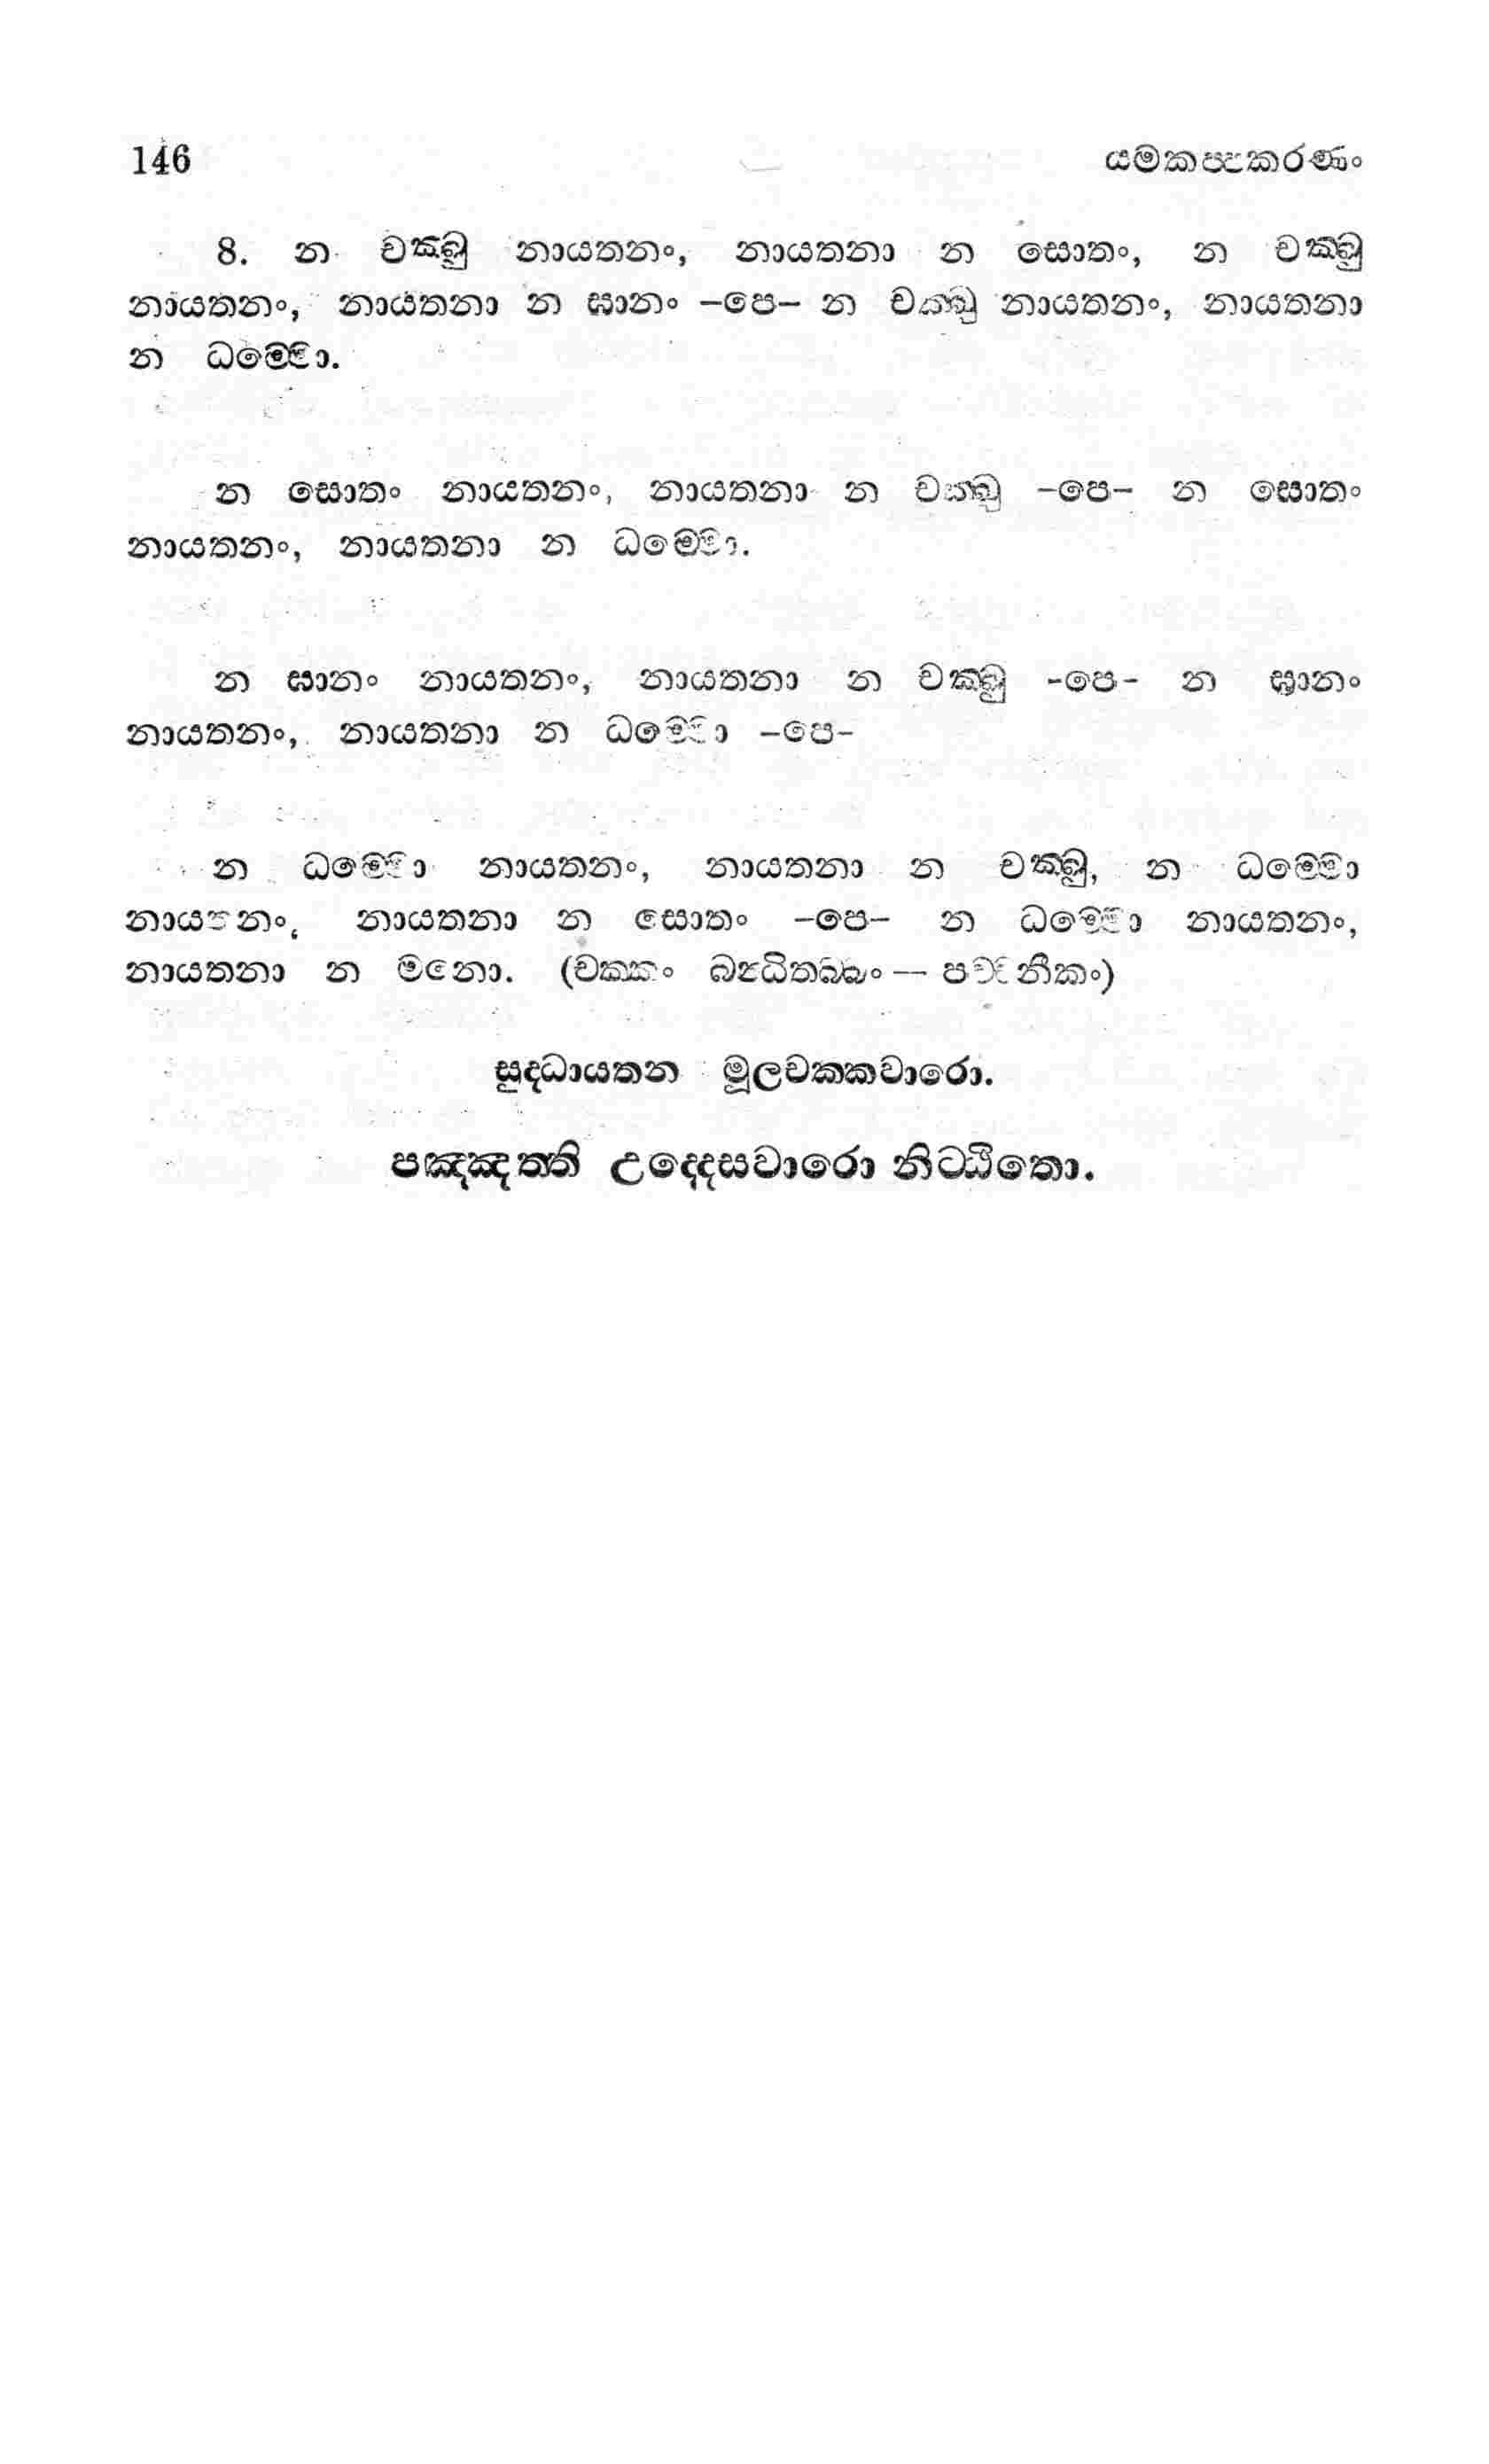 146 යමකප්පකරණං
8. න චක්ඛු නායතනං, නායතනා න සොතං, න චක්ඛු
නායතනං, නායතනා න ඝානං –පෙ– න චක්ඛු නායතනං, නායතනා
න ධම්මො.
න සොතං නායතනං, නායතනා න චක්ඛු –පෙ– න සොතං
නායතනං, නායතනා න ධම්මො.
න ඝානං නායතනං, නායතනා න චක්ඛු -පෙ- න ඝානං
නායතනං, නායතනා න ධම්මො –පෙ–
න ධම්මො නායතනං, නායතනා න චක්ඛු, න ධම්මො
නායතනං, නායතනා න සොතං –පෙ– න ධම්මො නායතනං,
නායතනා න මනො. (චක්කං බන්ධිතබ්බං — පච්චනීකං)
සුද්ධායතන මූලචක්කවාරො.
පඤ්ඤත්ති උද්දෙසවාරො නිට්ඨිතො.